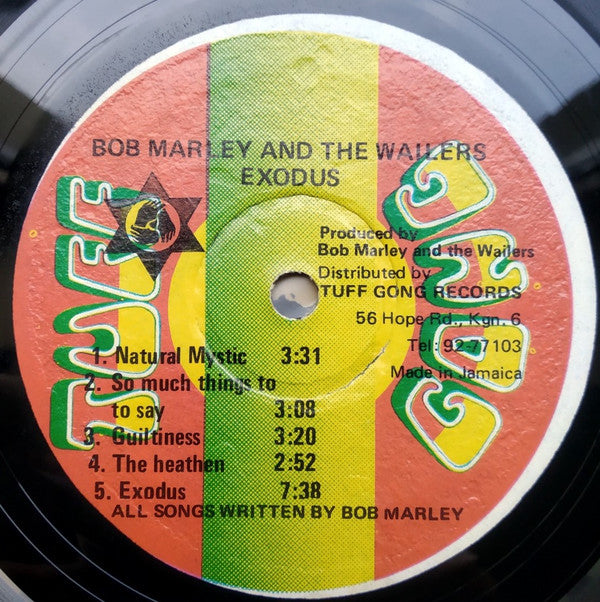 BOB MARLEY AND THE WAILERS
EXODUS
TUFF
GONG
Produced by
Bob Marley and the Wailers
Distributed by
TUFF GONG RECORDS
56 Hope Rd., Kgn. 6
Tel: 92-77103
Made in Jamaica
1. Natural Mystic 3:31
2. So much things to
to say 3:08
3. Guiltiness 3:20
4. The heathen 2:52
5. Exodus 7:38
ALL SONGS WRITTEN BY BOB MARLEY